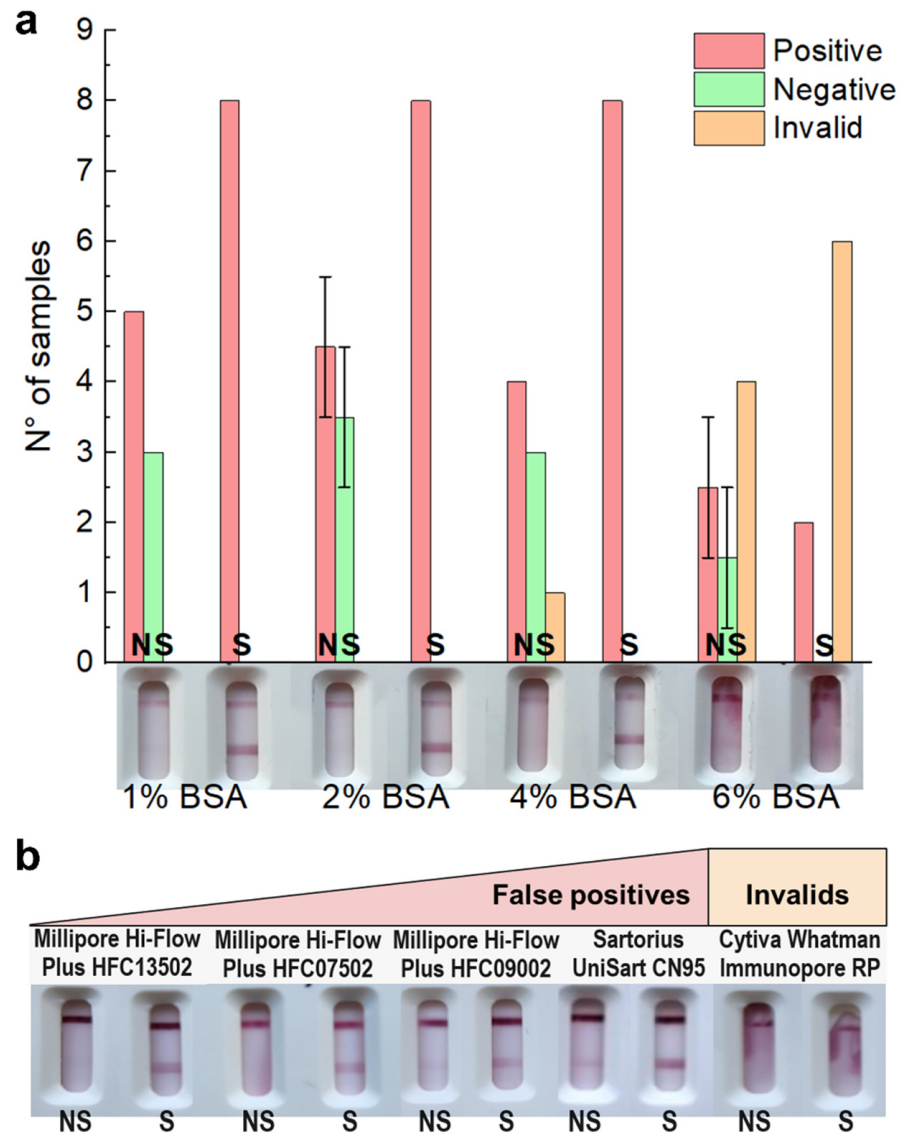 a
9
8
7
6
5
4
3
2
1
0
N° of samples
Positive
Negative
Invalid
NS S NS S NS S NS S
1% BSA 2% BSA 4% BSA 6% BSA
b
False positives Invalids
Millipore Hi-Flow Millipore Hi-Flow Millipore Hi-Flow Sartorius Cytiva Whatman
Plus HFC13502 Plus HFC07502 Plus HFC09002 UniSart CN95 Immunopore RP
NS S NS S NS S NS S NS S